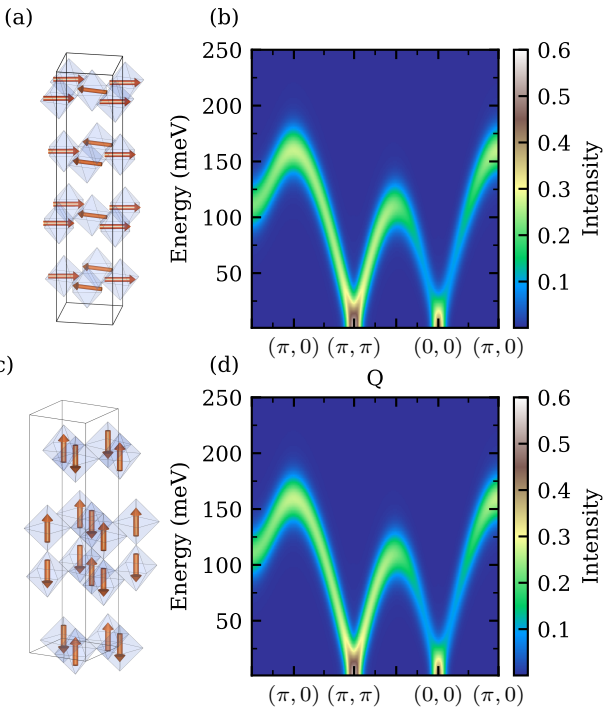 (a)
(b)
250
200
150
100
50
Energy (meV)
(π, 0) (π, π) (0, 0) (π, 0)
Q
0.6
0.5
0.4
0.3
0.2
0.1
Intensity
c)
(d)
250
200
150
100
50
Energy (meV)
(π, 0) (π, π) (0, 0) (π, 0)
0.6
0.5
0.4
0.3
0.2
0.1
Intensity